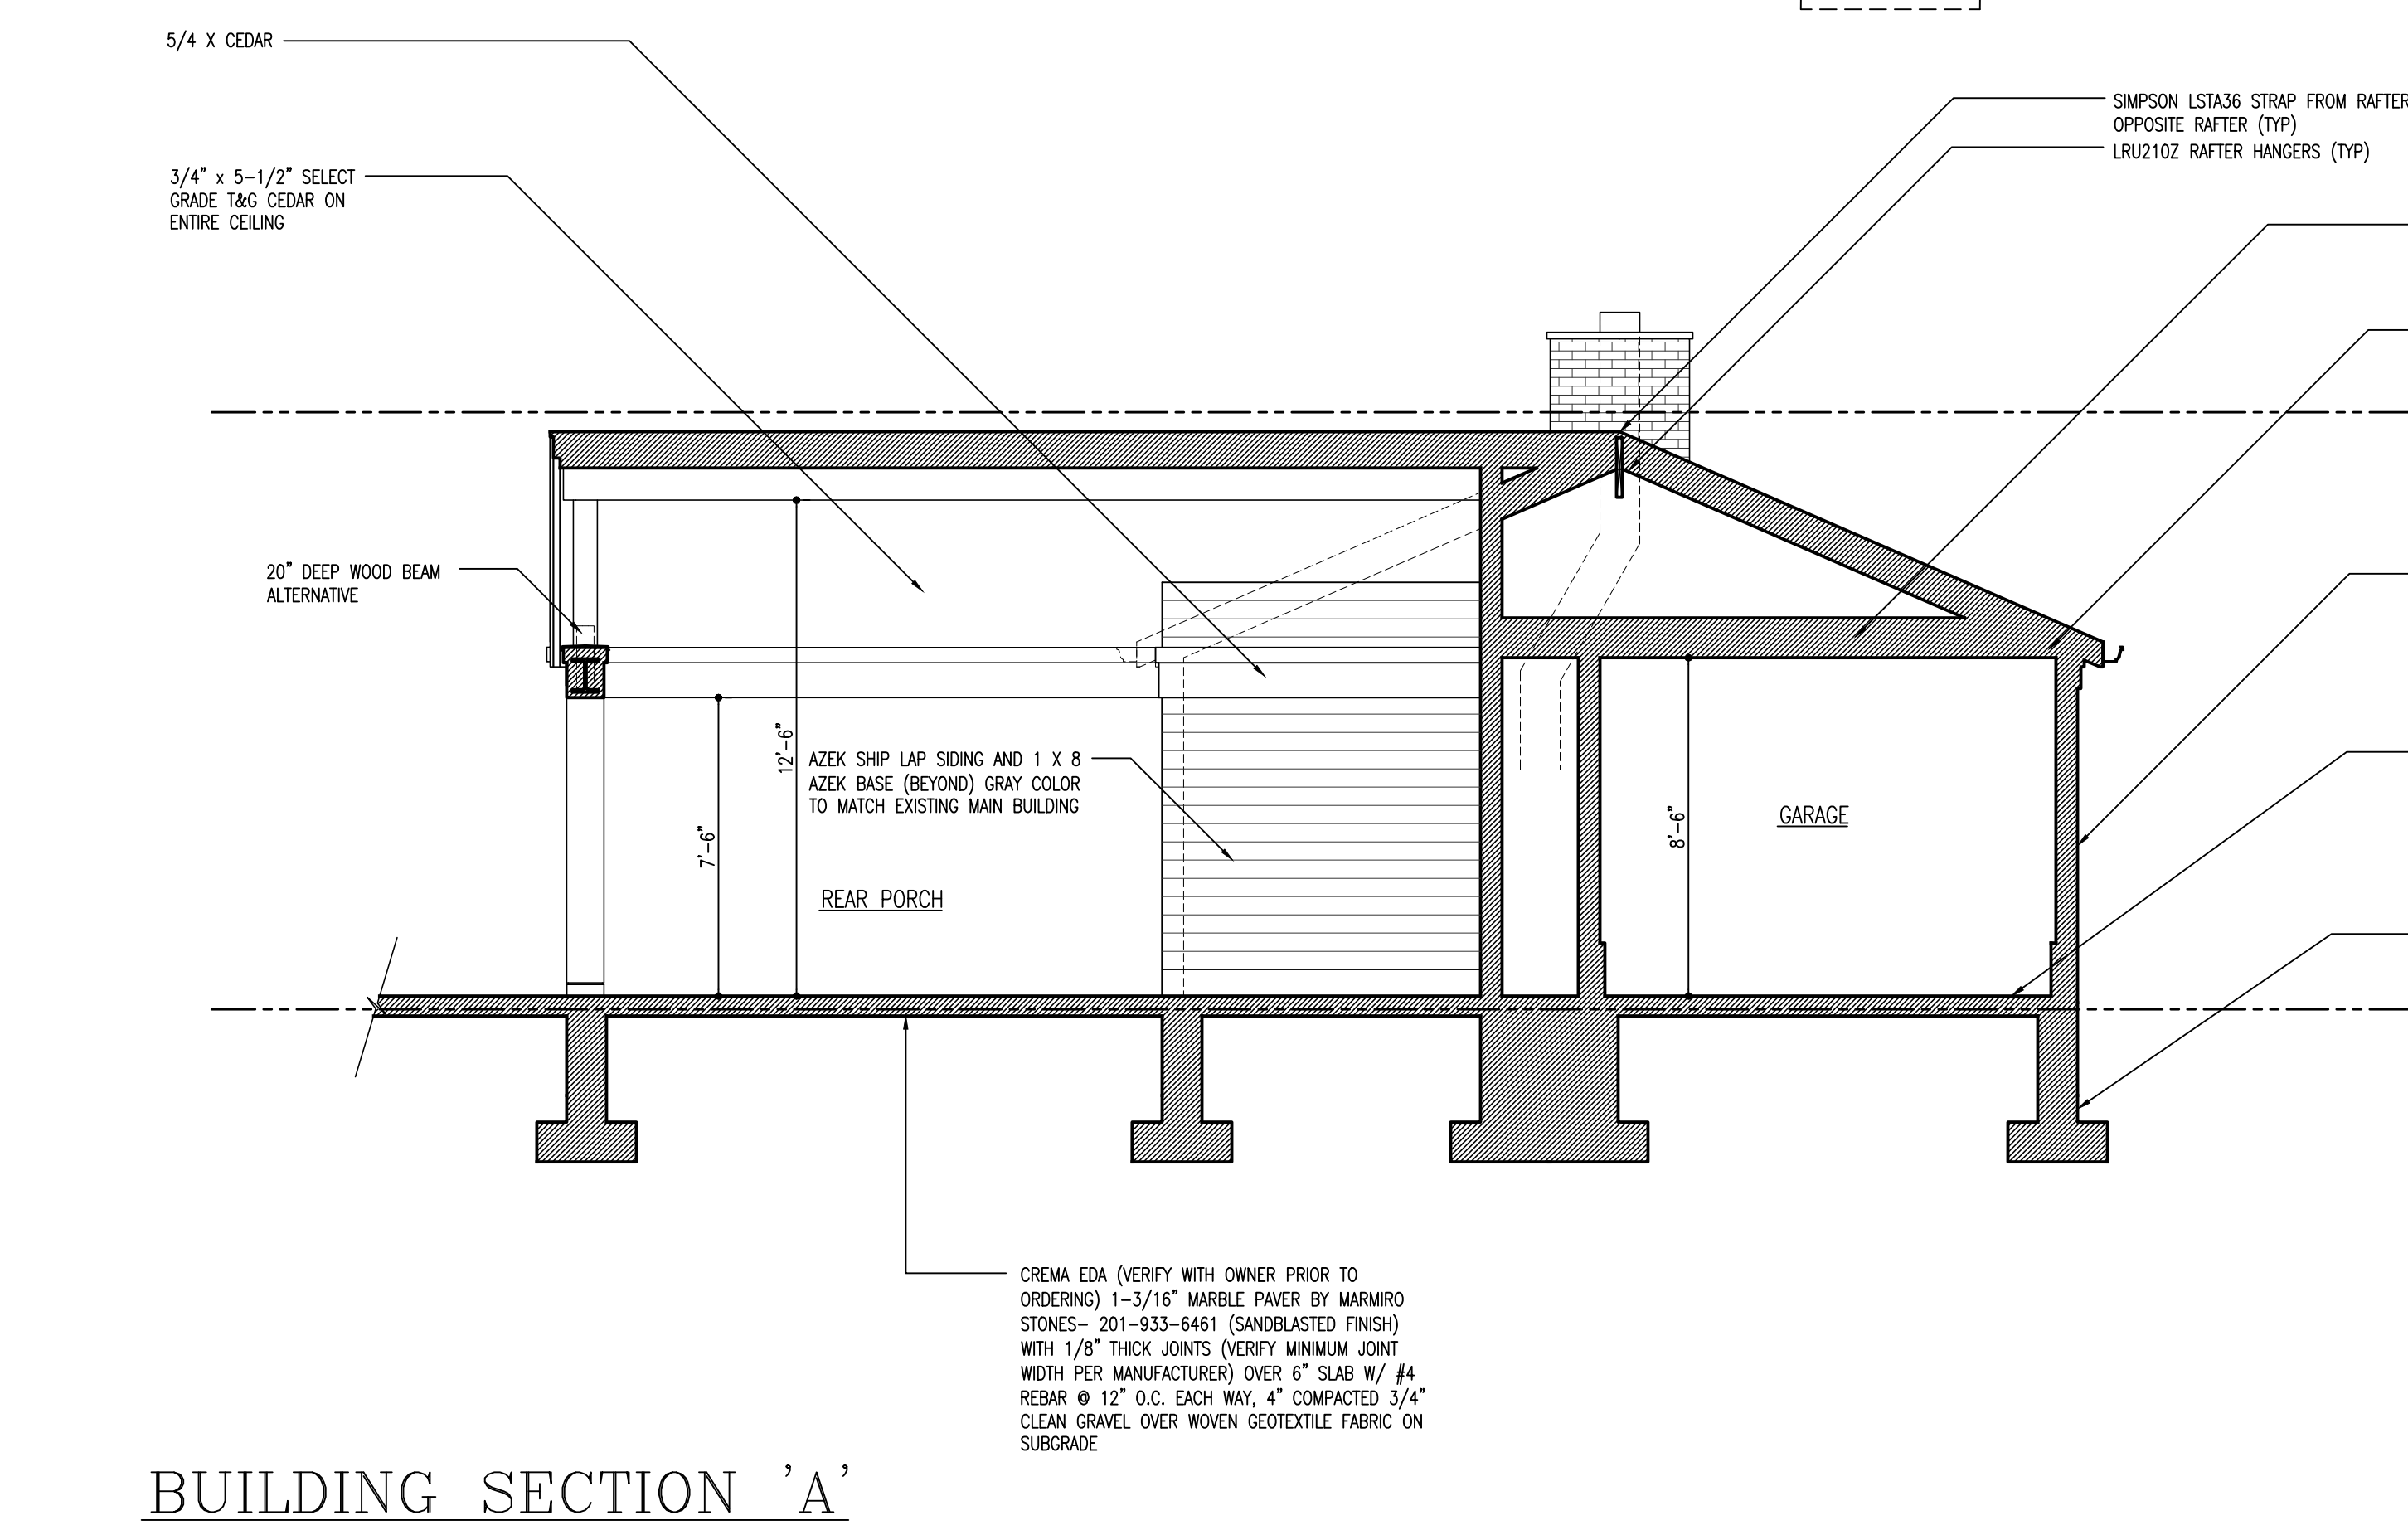 5/4 X CEDAR
SIMPSON LSTA36 STRAP FROM RAFTER
OPPOSITE RAFTER (TYP)
LRU210Z RAFTER HANGERS (TYP)
3/4" x 5-1/2" SELECT
GRADE T&G CEDAR ON
ENTIRE CEILING
20" DEEP WOOD BEAM
ALTERNATIVE
12'-6"
AZEK SHIP LAP SIDING AND 1 X 8
AZEK BASE (BEYOND) GRAY COLOR
TO MATCH EXISTING MAIN BUILDING
7'-6"
8'-6"
GARAGE
REAR PORCH
CREMA EDA (VERIFY WITH OWNER PRIOR TO
ORDERING) 1-3/16" MARBLE PAVER BY MARMIRO
STONES- 201-933-6461 (SANDBLASTED FINISH)
WITH 1/8" THICK JOINTS (VERIFY MINIMUM JOINT
WIDTH PER MANUFACTURER) OVER 6" SLAB W/ #4
REBAR @ 12" O.C. EACH WAY, 4" COMPACTED 3/4"
CLEAN GRAVEL OVER WOVEN GEOTEXTILE FABRIC ON
SUBGRADE
BUILDING SECTION 'A'